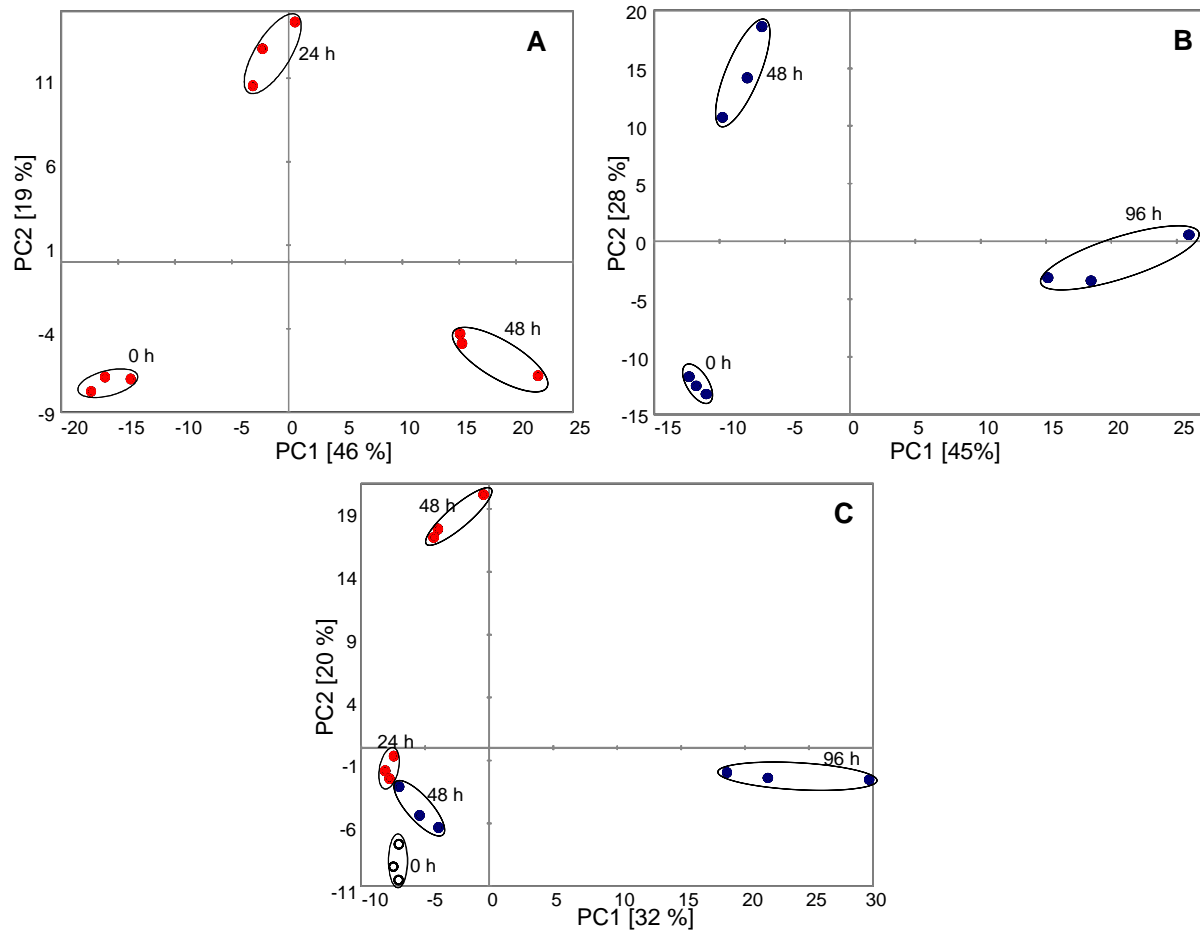 A
24 h
11
6
1
-4
-9
PC2 [19 %]
0 h
48 h
-20 -15 -10 -5 0 5 10 15 20 25
PC1 [46 %]
B
20
15
10
5
0
-5
-10
-15
PC2 [28 %]
48 h
96 h
0 h
-15 -10 -5 0 5 10 15 20 25
PC1 [45%]
C
19
14
9
4
-1
-6
-11
PC2 [20 %]
48 h
24 h
48 h
0 h
96 h
-10 -5 0 5 10 15 20 25 30
PC1 [32 %]